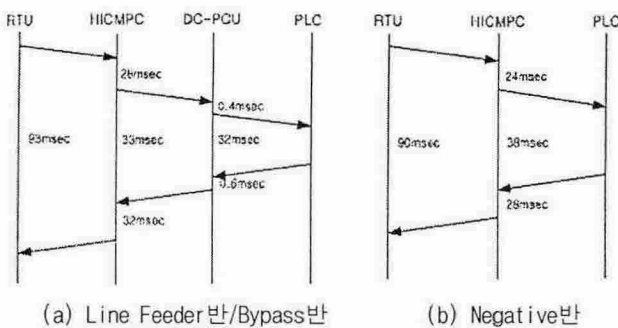 RTU HICMPC DC-PCU PLC
28msec
0.4msec
93msec 33msec 32msec
0.6msec
32msec
(a) Line Feeder반/Bypass반
RTU HICMPC PLC
24msec
90msec 38msec
28msec
(b) Negative반